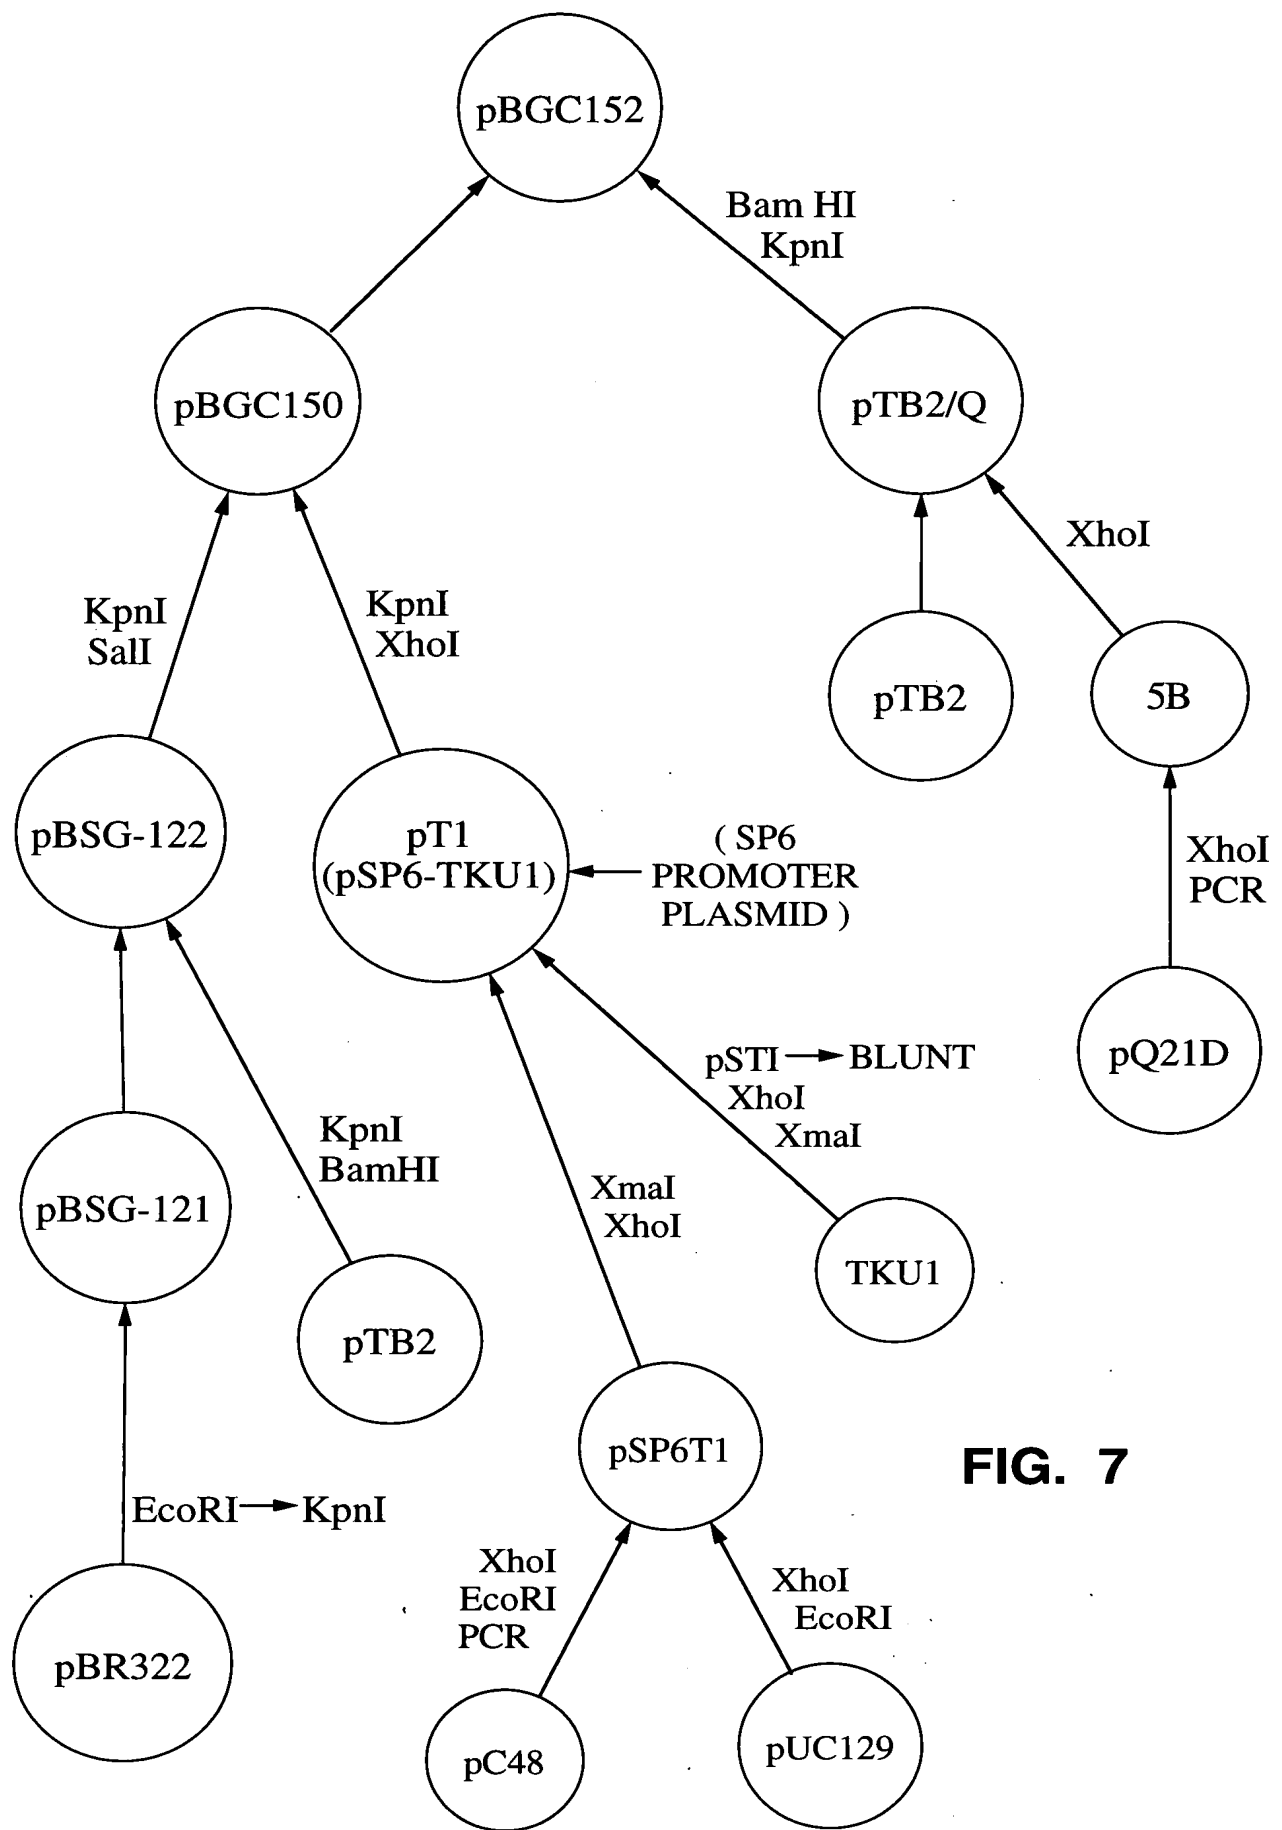 pBGC152
Bam HI
KpnI
pBGC150
pTB2/Q
XhoI
KpnI
SalI
KpnI
XhoI
pTB2
5B
pBSG-122
pT1
(pSP6-TKU1)
( SP6
PROMOTER
PLASMID )
XhoI
PCR
pSTI → BLUNT
XhoI
XmaI
pQ21D
KpnI
BamHI
pBSG-121
XmaI
XhoI
TKU1
pTB2
pSP6T1
FIG. 7
EcoRI → KpnI
XhoI
EcoRI
PCR
XhoI
EcoRI
pBR322
pC48
pUC129